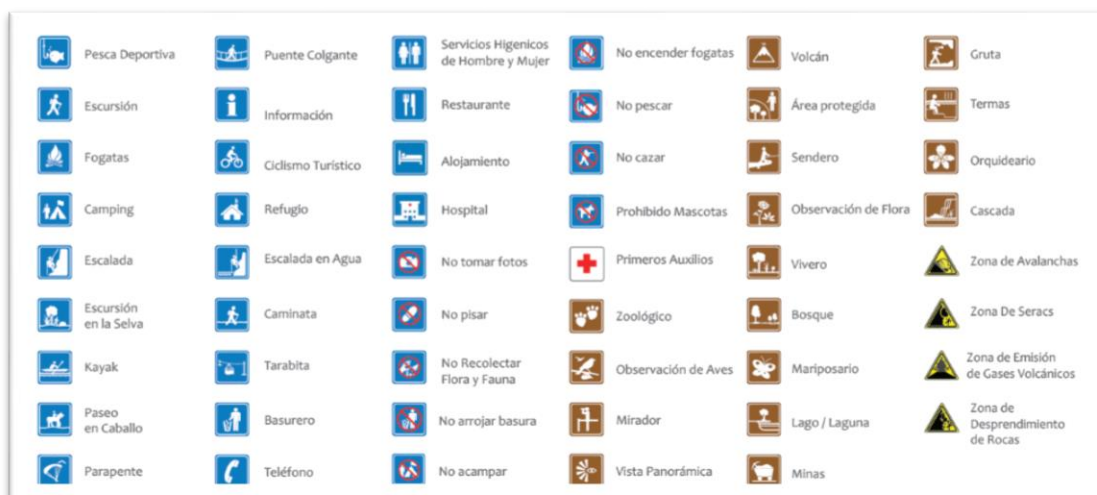 Pesca Deportiva
Escursión
Fogatas
Camping
Escalada
Escursión
en la Selva
Kayak
Paseo
en Caballo
Parapente
Puente Colgante
Información
Ciclismo Turístico
Refugio
Escalada en Agua
Caminata
Tarabita
Basurero
Teléfono
Servicios Higenicos
de Hombre y Mujer
Restaurante
Alojamiento
Hospital
No tomar fotos
No pisar
No Recolectar
Flora y Fauna
No arrojar basura
No acampar
No encender fogatas
No pescar
No cazar
Prohibido Mascotas
Primeros Auxilios
Zoológico
Observación de Aves
Mirador
Vista Panorámica
Volcán
Área protegida
Sendero
Observación de Flora
Vivero
Bosque
Mariposario
Lago / Laguna
Minas
Gruta
Termas
Orquideario
Cascada
Zona de Avalanchas
Zona De Seracs
Zona de Emisión
de Gases Volcánicos
Zona de
Desprendimiento
de Rocas